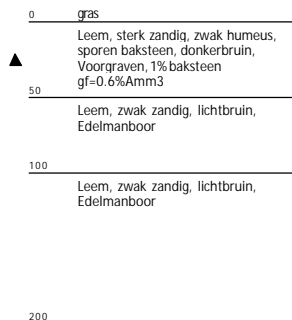 0 gras
Leem, sterk zandig, zwak humeus,
sporen baksteen, donkerbruin,
Voorgraven, 1% baksteen
gf=0.6%Amm3
50
Leem, zwak zandig, lichtbruin,
Edelmanboor
100
Leem, zwak zandig, lichtbruin,
Edelmanboor
200